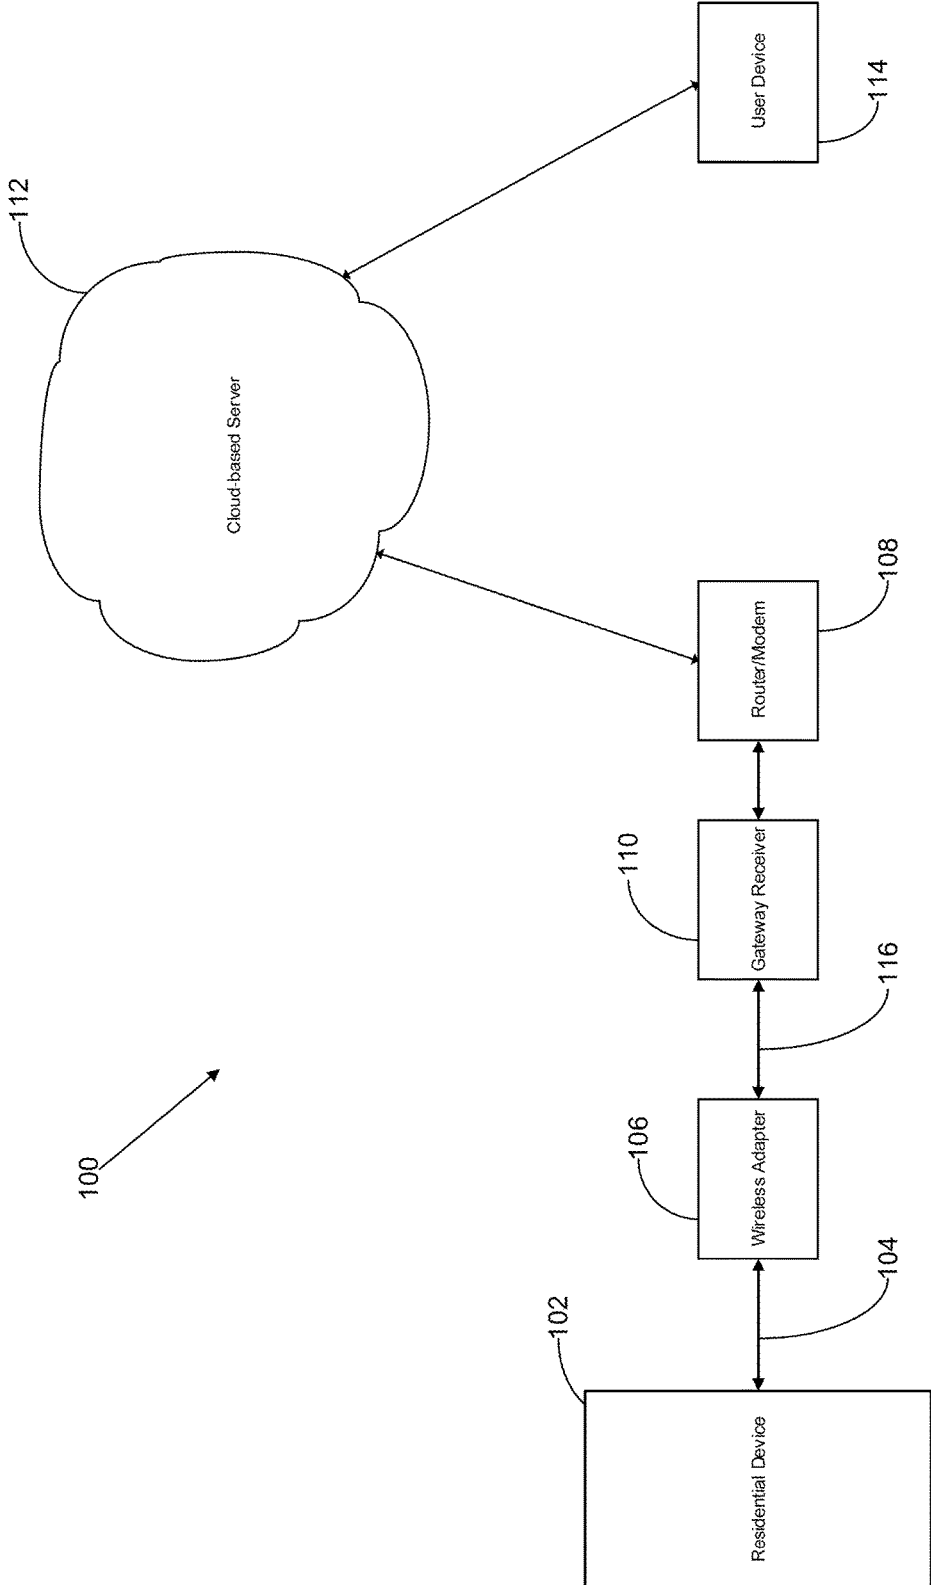 100
112
Cloud-based Server
102
Residential Device
104
106
Wireless Adapter
116
110
Gateway Receiver
Router/Modem
108
User Device
114